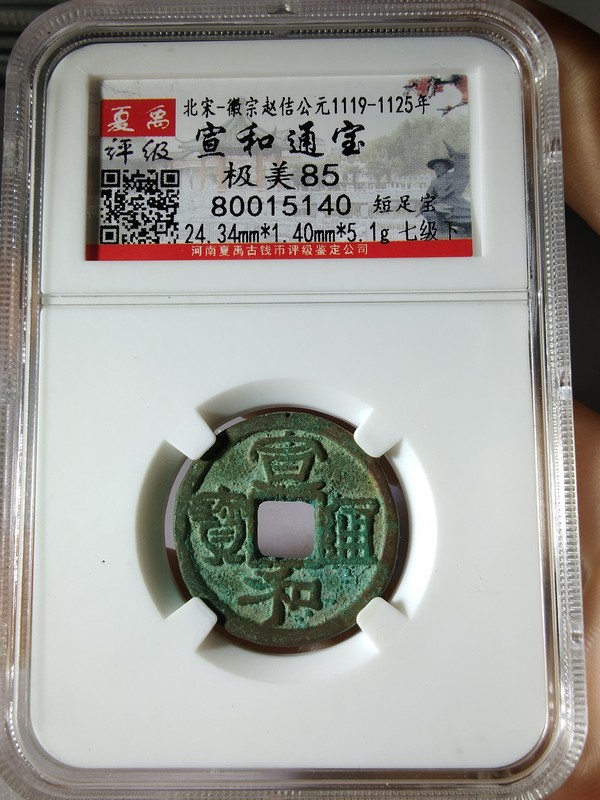 夏禹
评级
北宋-徽宗赵佶公元1119-1125年
宣和通宝
极美85
80015140 短足宝
24.34mm*1.40mm*5.1g 七级下
河南夏禹古钱币评级鉴定公司
宣
寶 通
和